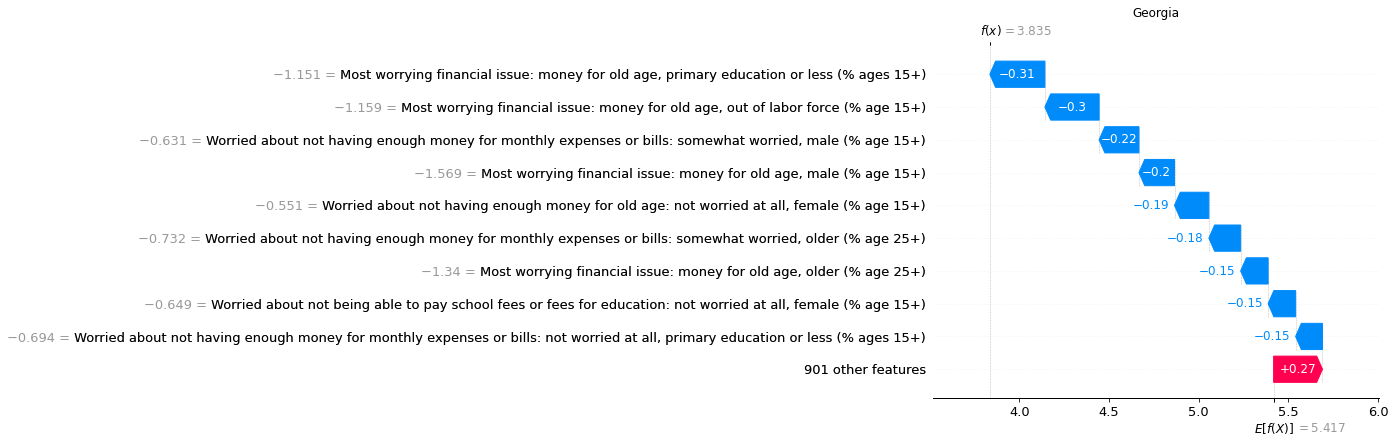 Georgia
f(x) = 3.835
−1.151 = Most worrying financial issue: money for old age, primary education or less (% ages 15+)
−0.31
−1.159 = Most worrying financial issue: money for old age, out of labor force (% age 15+)
−0.3
−0.631 = Worried about not having enough money for monthly expenses or bills: somewhat worried, male (% age 15+)
−0.22
−1.569 = Most worrying financial issue: money for old age, male (% age 15+)
−0.2
−0.551 = Worried about not having enough money for old age: not worried at all, female (% age 15+)
−0.19
−0.732 = Worried about not having enough money for monthly expenses or bills: somewhat worried, older (% age 25+)
−0.18
−1.34 = Most worrying financial issue: money for old age, older (% age 25+)
−0.15
−0.649 = Worried about not being able to pay school fees or fees for education: not worried at all, female (% age 15+)
−0.15
−0.694 = Worried about not having enough money for monthly expenses or bills: not worried at all, primary education or less (% ages 15+)
−0.15
901 other features
+0.27
4.0 4.5 5.0 5.5 6.0
E[f(X)] = 5.417